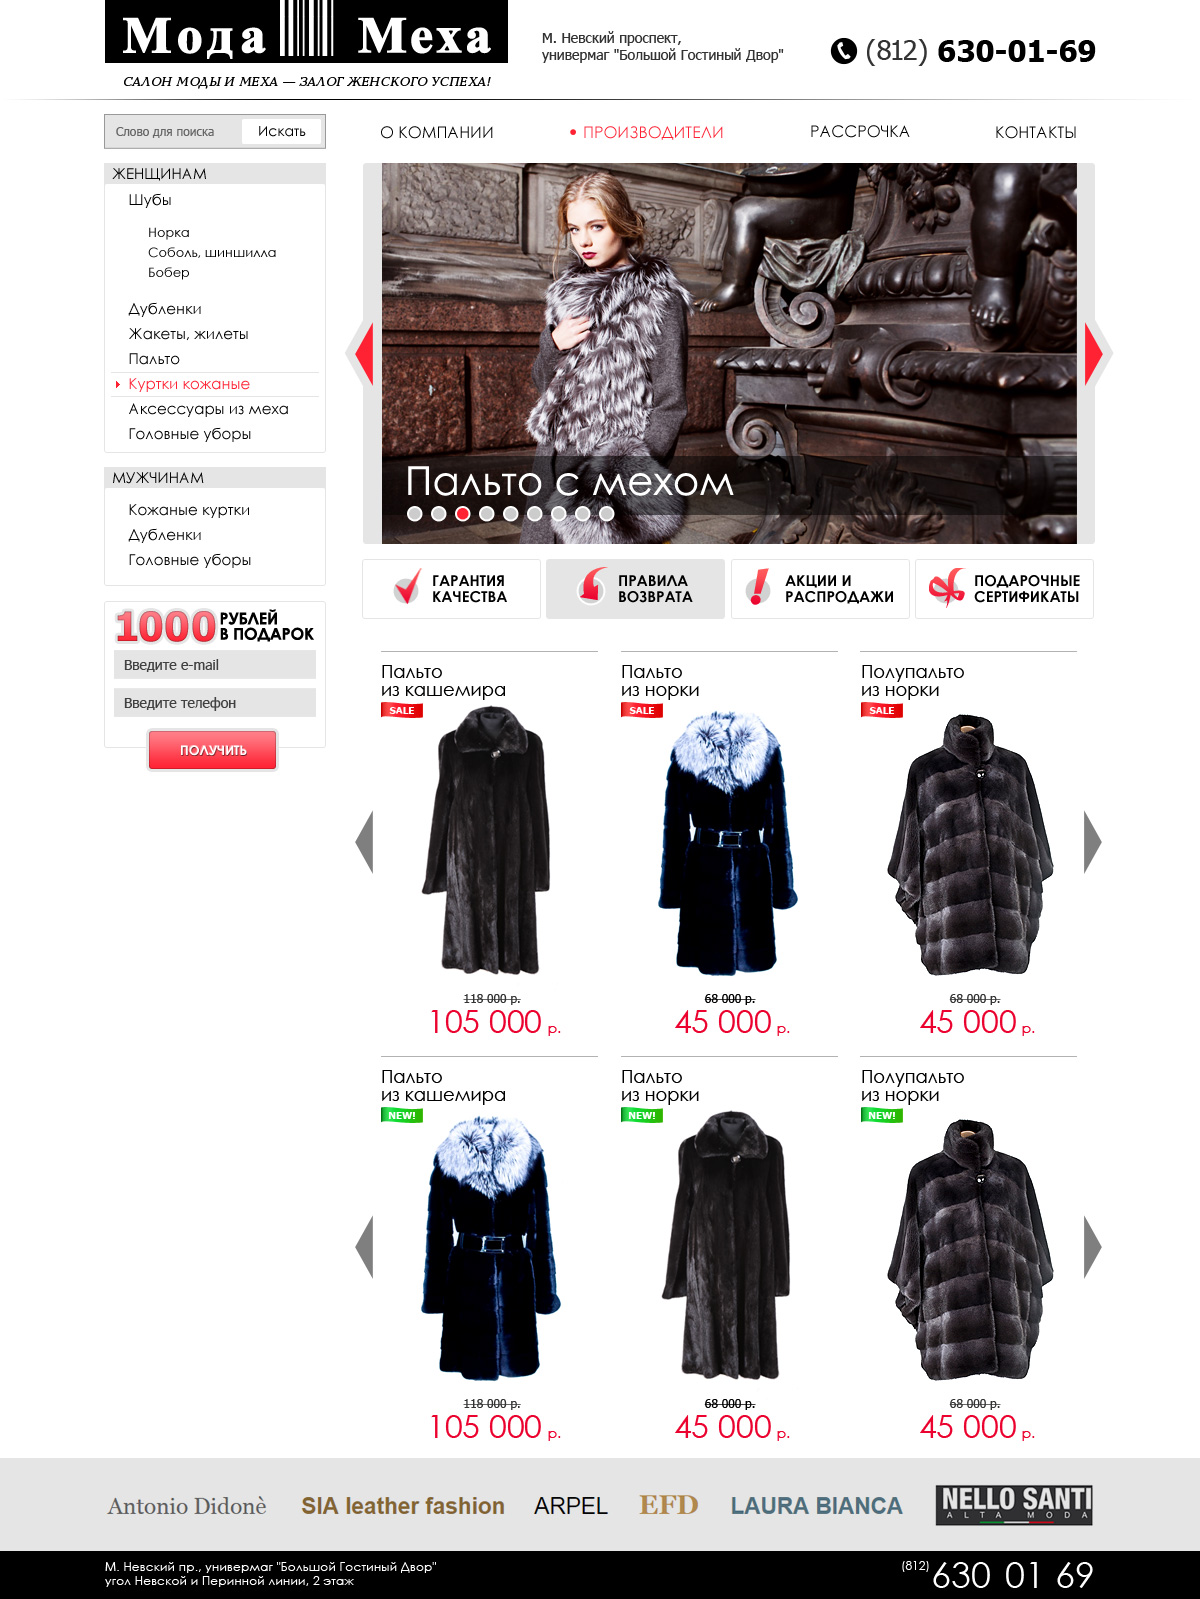 Мода Меха
САЛОН МОДЫ И МЕХА — ЗАЛОГ ЖЕНСКОГО УСПЕХА!
М. Невский проспект,
универмаг "Большой Гостиный Двор"
(812) 630-01-69
Слово для поиска
Искать
О КОМПАНИИ
• ПРОИЗВОДИТЕЛИ
РАССРОЧКА
КОНТАКТЫ
ЖЕНЩИНАМ
Шубы
Норка
Соболь, шиншилла
Бобер
Дубленки
Жакеты, жилеты
Пальто
Куртки кожаные
Аксессуары из меха
Головные уборы
МУЖЧИНАМ
Кожаные куртки
Дубленки
Головные уборы
1000 РУБЛЕЙ
В ПОДАРОК
Введите e-mail
Введите телефон
ПОЛУЧИТЬ
Пальто с мехом
ГАРАНТИЯ
КАЧЕСТВА
ПРАВИЛА
ВОЗВРАТА
АКЦИИ И
РАСПРОДАЖИ
ПОДАРОЧНЫЕ
СЕРТИФИКАТЫ
Пальто
из кашемира
SALE
118 000 р.
105 000 р.
Пальто
из норки
SALE
68 000 р.
45 000 р.
Полупальто
из норки
SALE
68 000 р.
45 000 р.
Пальто
из кашемира
NEW!
118 000 р.
105 000 р.
Пальто
из норки
NEW!
68 000 р.
45 000 р.
Полупальто
из норки
NEW!
68 000 р.
45 000 р.
Antonio Didonè
SIA leather fashion
ARPEL
EFD
LAURA BIANCA
NELLO SANTI
ALTA MODA
М. Невский пр., универмаг "Большой Гостиный Двор"
угол Невской и Перинной линии, 2 этаж
(812) 630 01 69